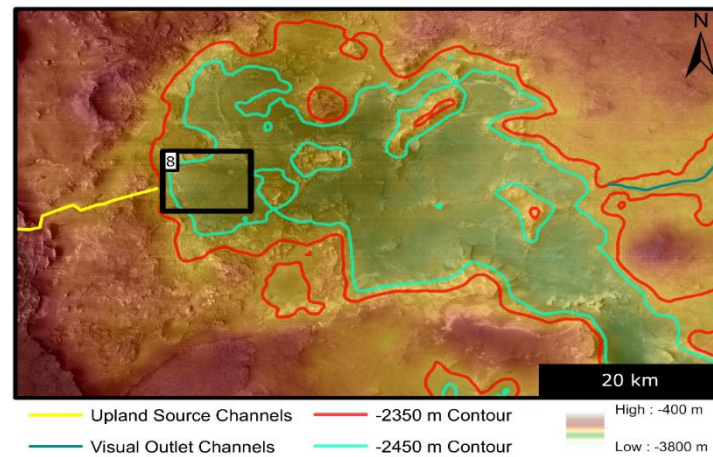 N
8
20 km
Upland Source Channels -2350 m Contour High : -400 m
Visual Outlet Channels -2450 m Contour Low : -3800 m